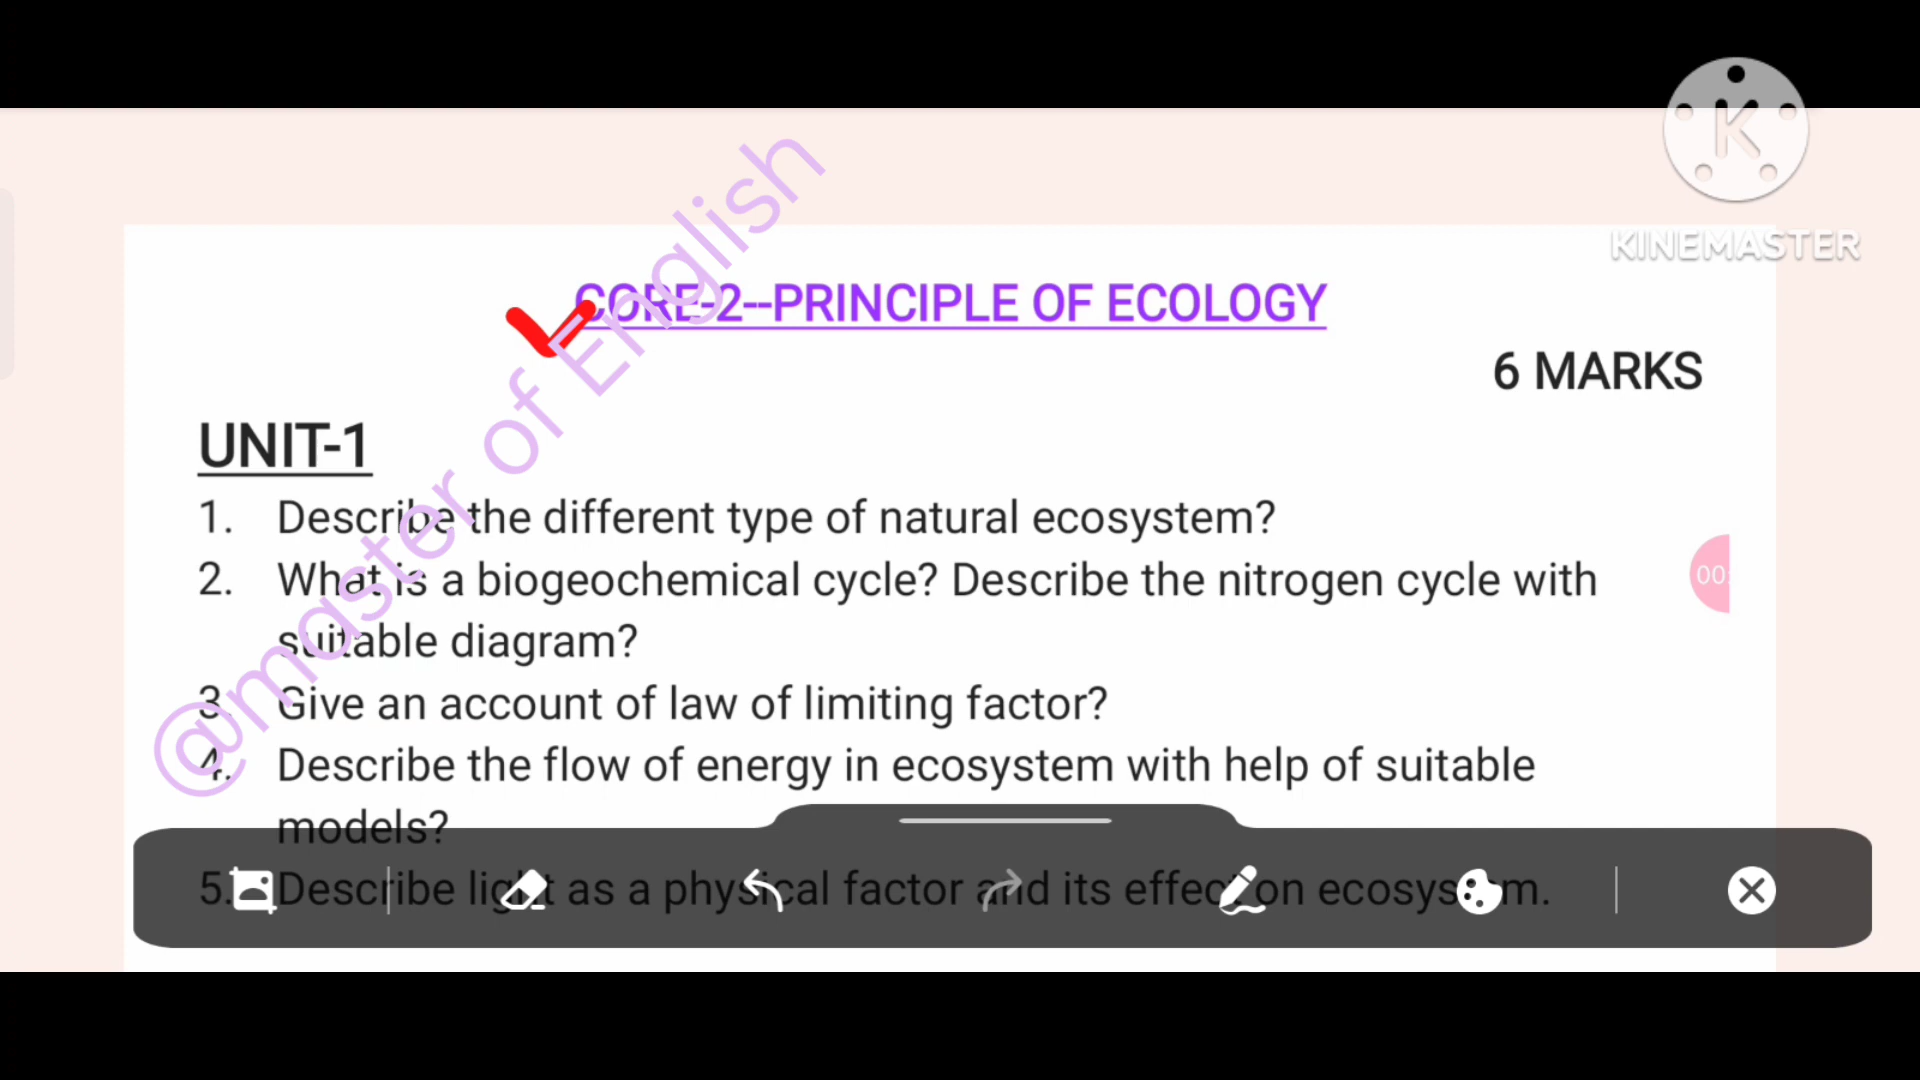 K
KINEMASTER
CORE-2--PRINCIPLE OF ECOLOGY
6 MARKS
UNIT-1
1. Describe the different type of natural ecosystem?
2. What is a biogeochemical cycle? Describe the nitrogen cycle with
suitable diagram?
3. Give an account of law of limiting factor?
4. Describe the flow of energy in ecosystem with help of suitable
models?
5. Describe light as a physical factor and its effect on ecosystem.
@master of English
00: